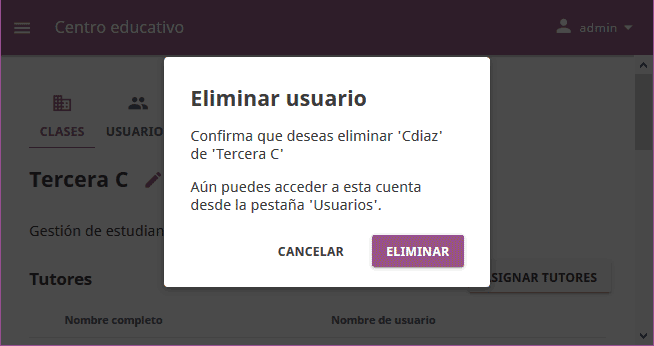 Centro educativo
admin
CLASES
USUARIO
Tercera C
Gestión de estudian
Tutores
SIGNAR TUTORES
Nombre completo
Nombre de usuario
Eliminar usuario
Confirma que deseas eliminar 'Cdiaz'
de 'Tercera C'
Aún puedes acceder a esta cuenta
desde la pestaña 'Usuarios'.
CANCELAR
ELIMINAR